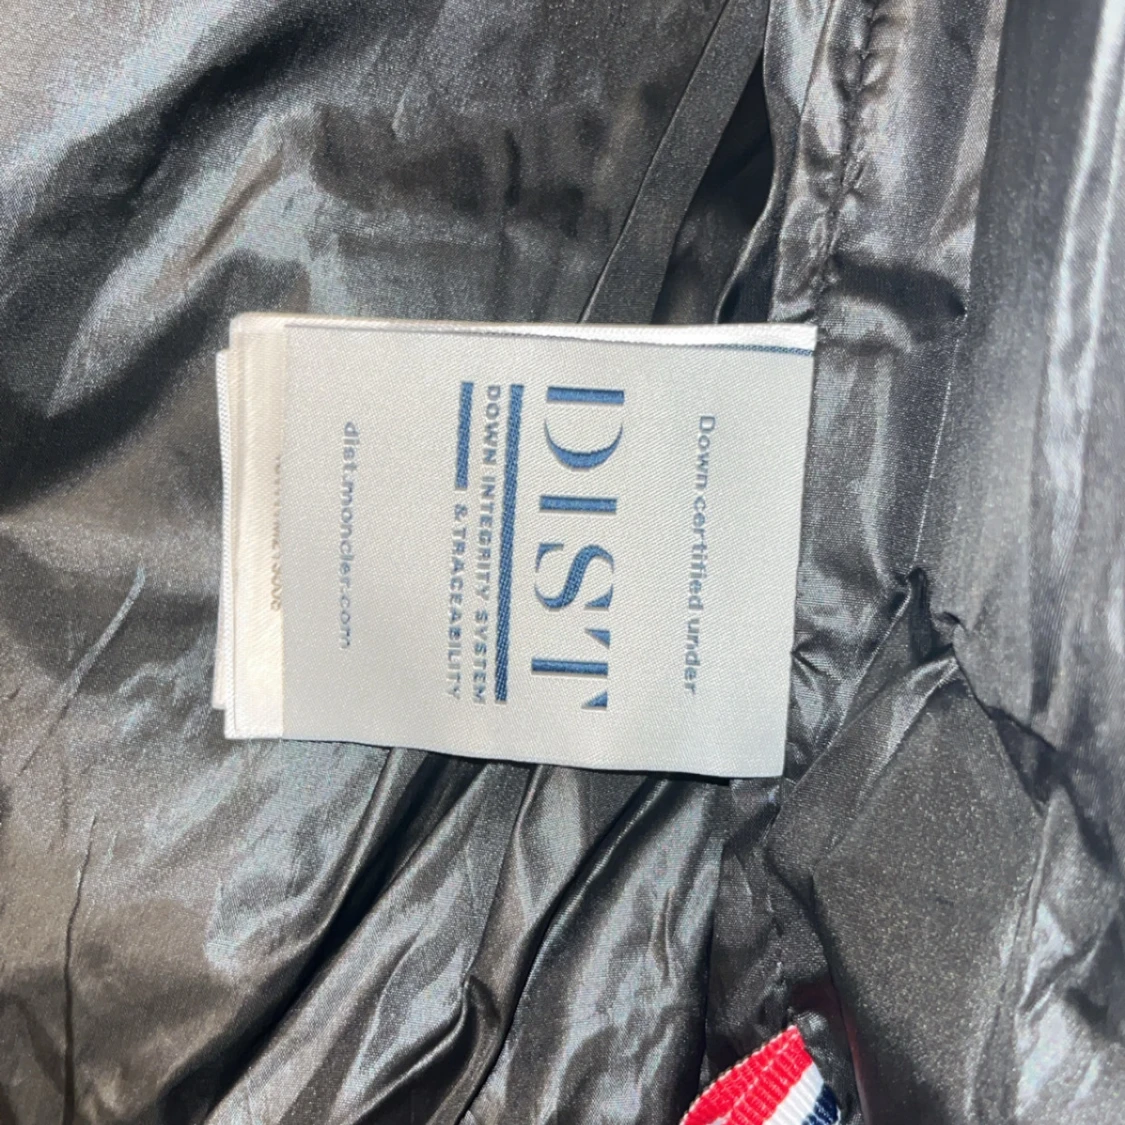 Down certified under
DIST
DOWN INTEGRITY SYSTEM
& TRACEABILITY
dist.moncler.com